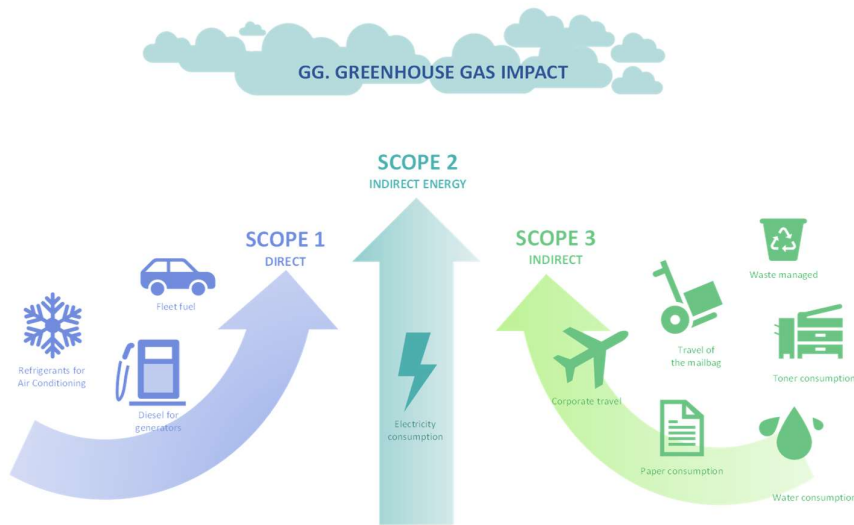 GG. GREENHOUSE GAS IMPACT
SCOPE 2
INDIRECT ENERGY
SCOPE 1
DIRECT
SCOPE 3
INDIRECT
Waste managed
Fleet fuel
Refrigerants for
Air Conditioning
Travel of
the mailbag
Toner consumption
Diesel for
generators
Corporate travel
Electricity
consumption
Paper consumption
Water consumption